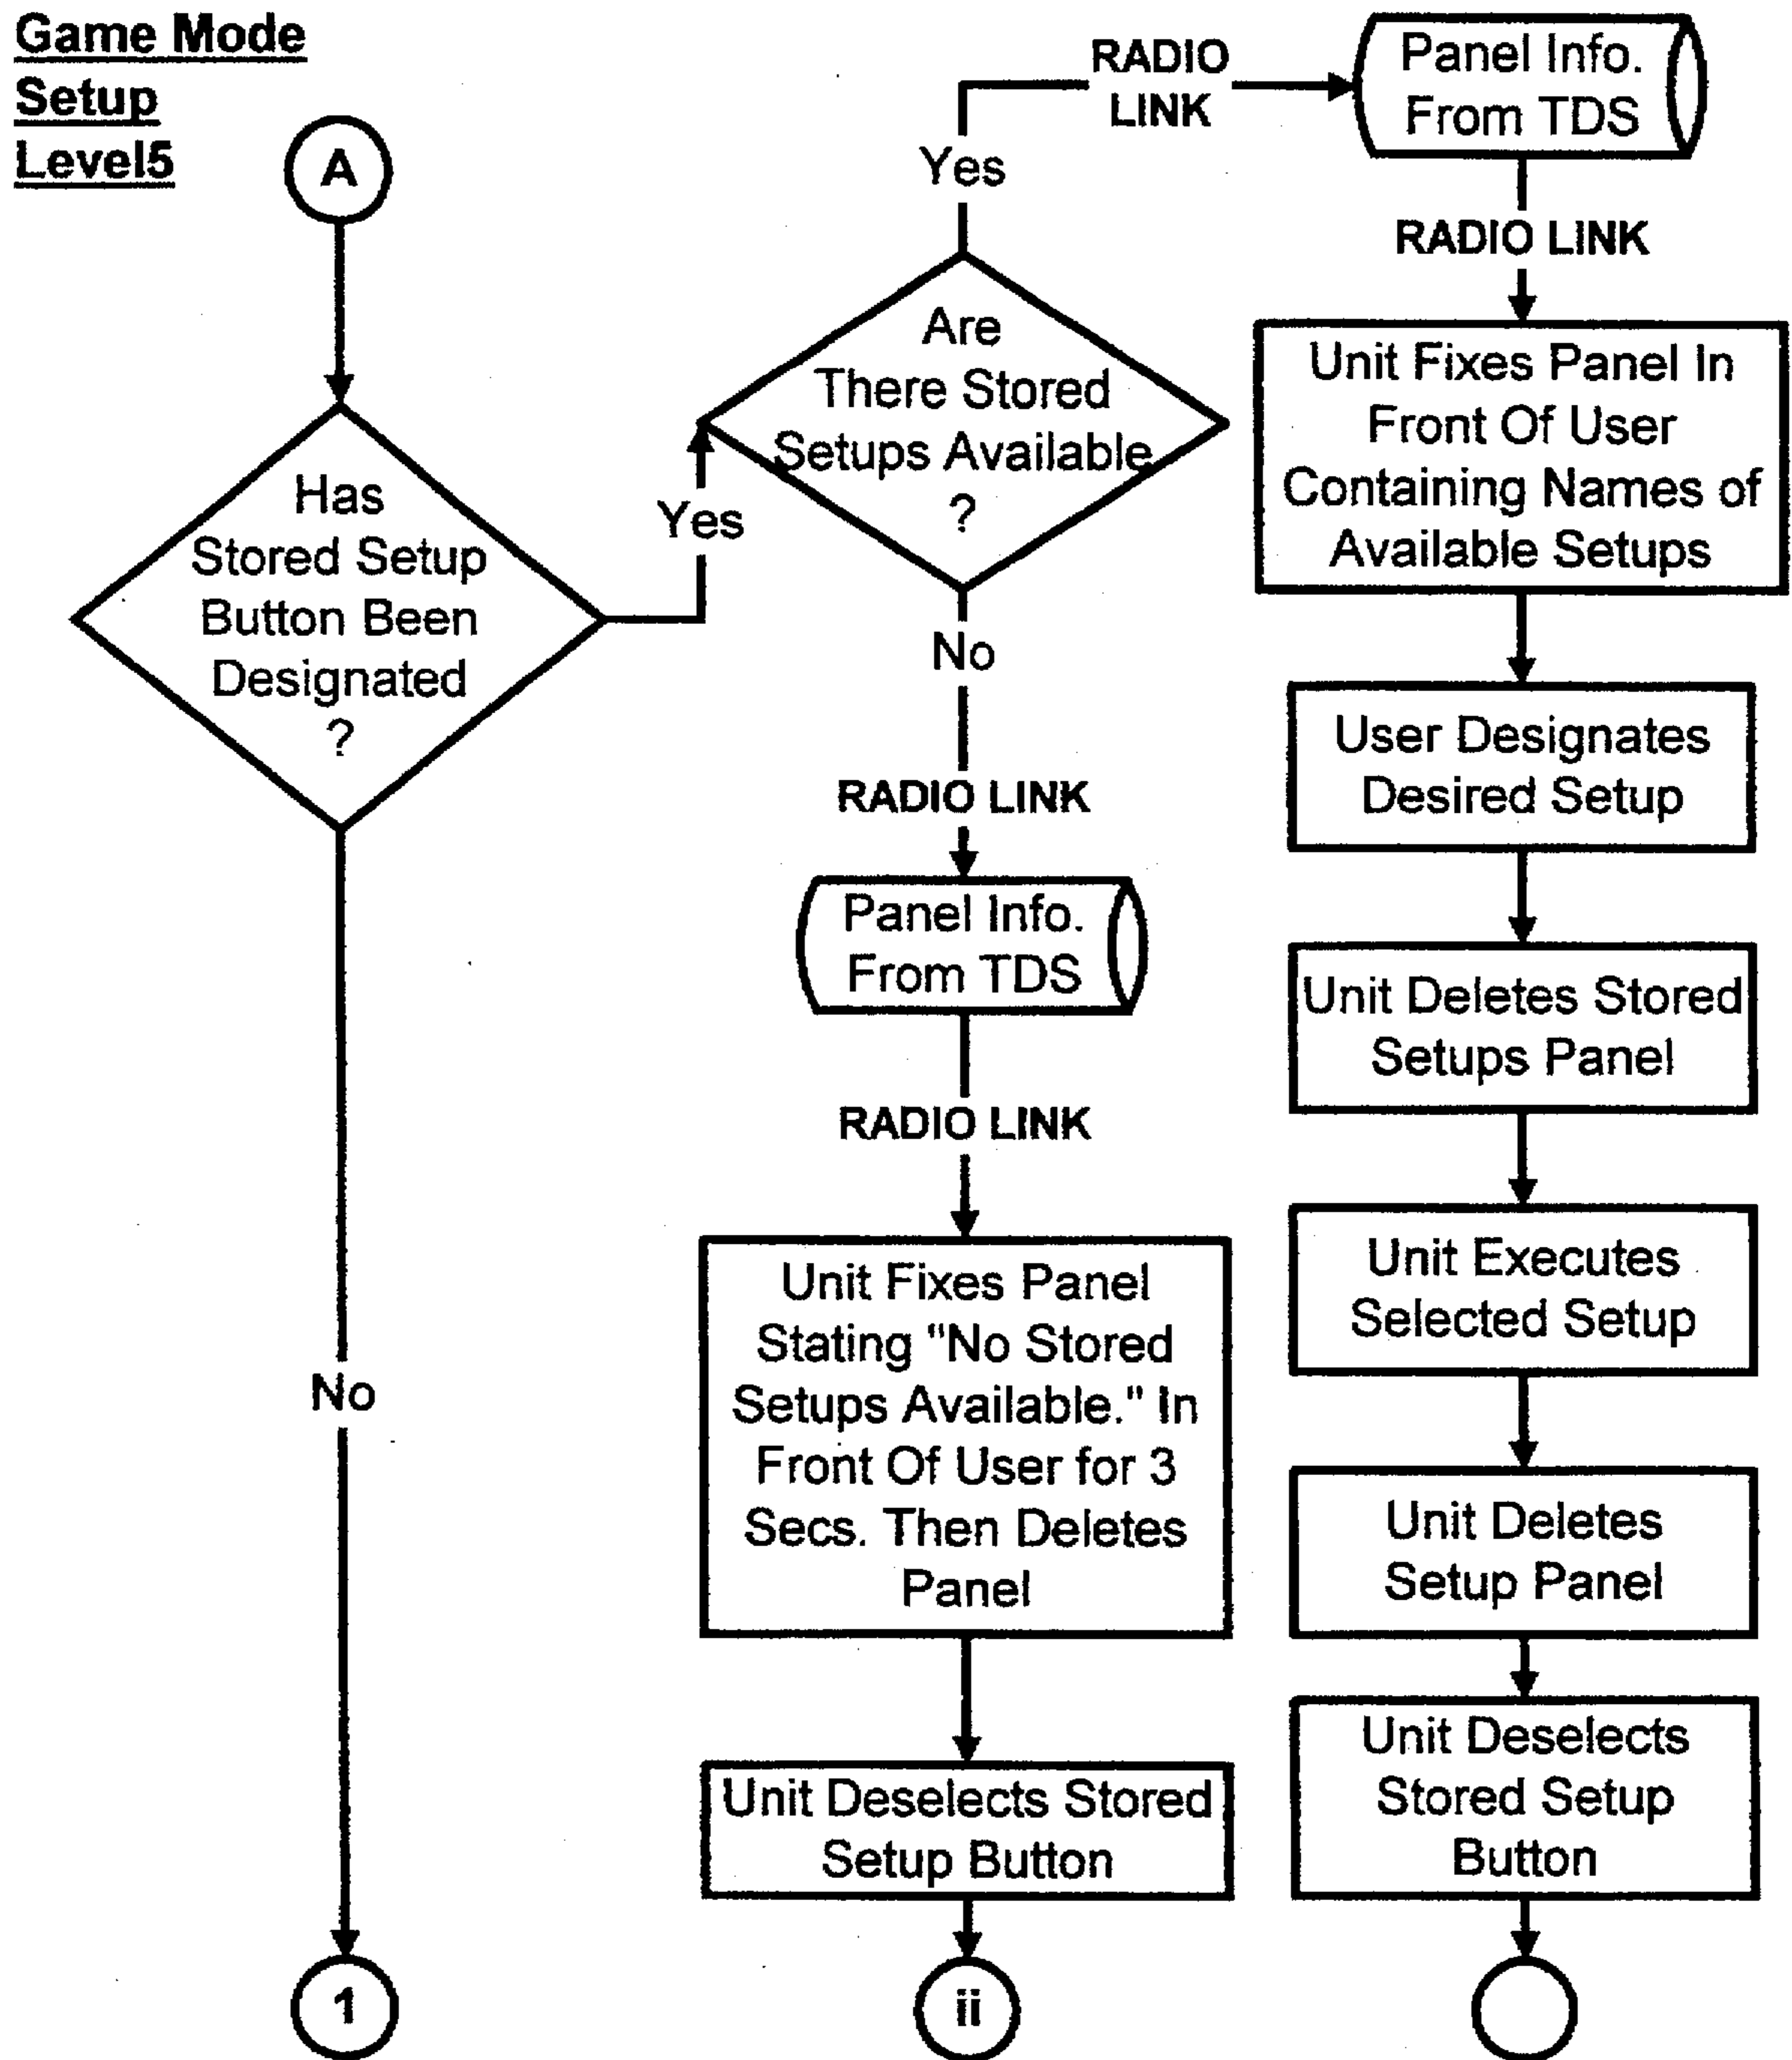 Game Mode
Setup
Level5
A
Has
Stored Setup
Button Been
Designated
?
No
1
Yes
Are
There Stored
Setups Available
?
Yes
RADIO
LINK
Panel Info.
From TDS
RADIO LINK
Unit Fixes Panel In
Front Of User
Containing Names of
Available Setups
User Designates
Desired Setup
Unit Deletes Stored
Setups Panel
Unit Executes
Selected Setup
Unit Deletes
Setup Panel
Unit Deselects
Stored Setup
Button
No
RADIO LINK
Panel Info.
From TDS
RADIO LINK
Unit Fixes Panel
Stating "No Stored
Setups Available." In
Front Of User for 3
Secs. Then Deletes
Panel
Unit Deselects Stored
Setup Button
ii